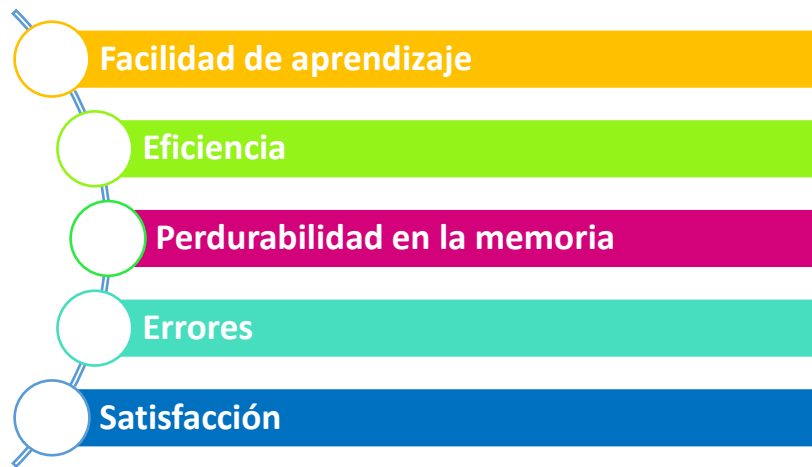 Facilidad de aprendizaje
Eficiencia
Perdurabilidad en la memoria
Errores
Satisfacción